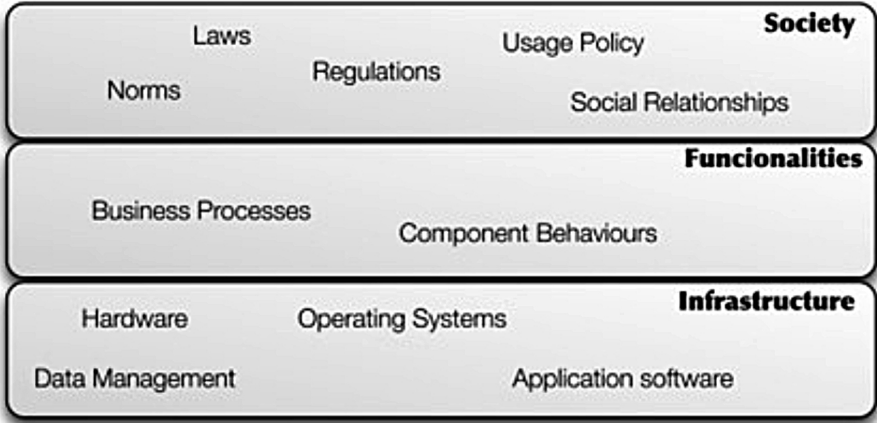 Society
Laws
Usage Policy
Regulations
Norms
Social Relationships
Funcionalities
Business Processes
Component Behaviours
Infrastructure
Hardware
Operating Systems
Data Management
Application software